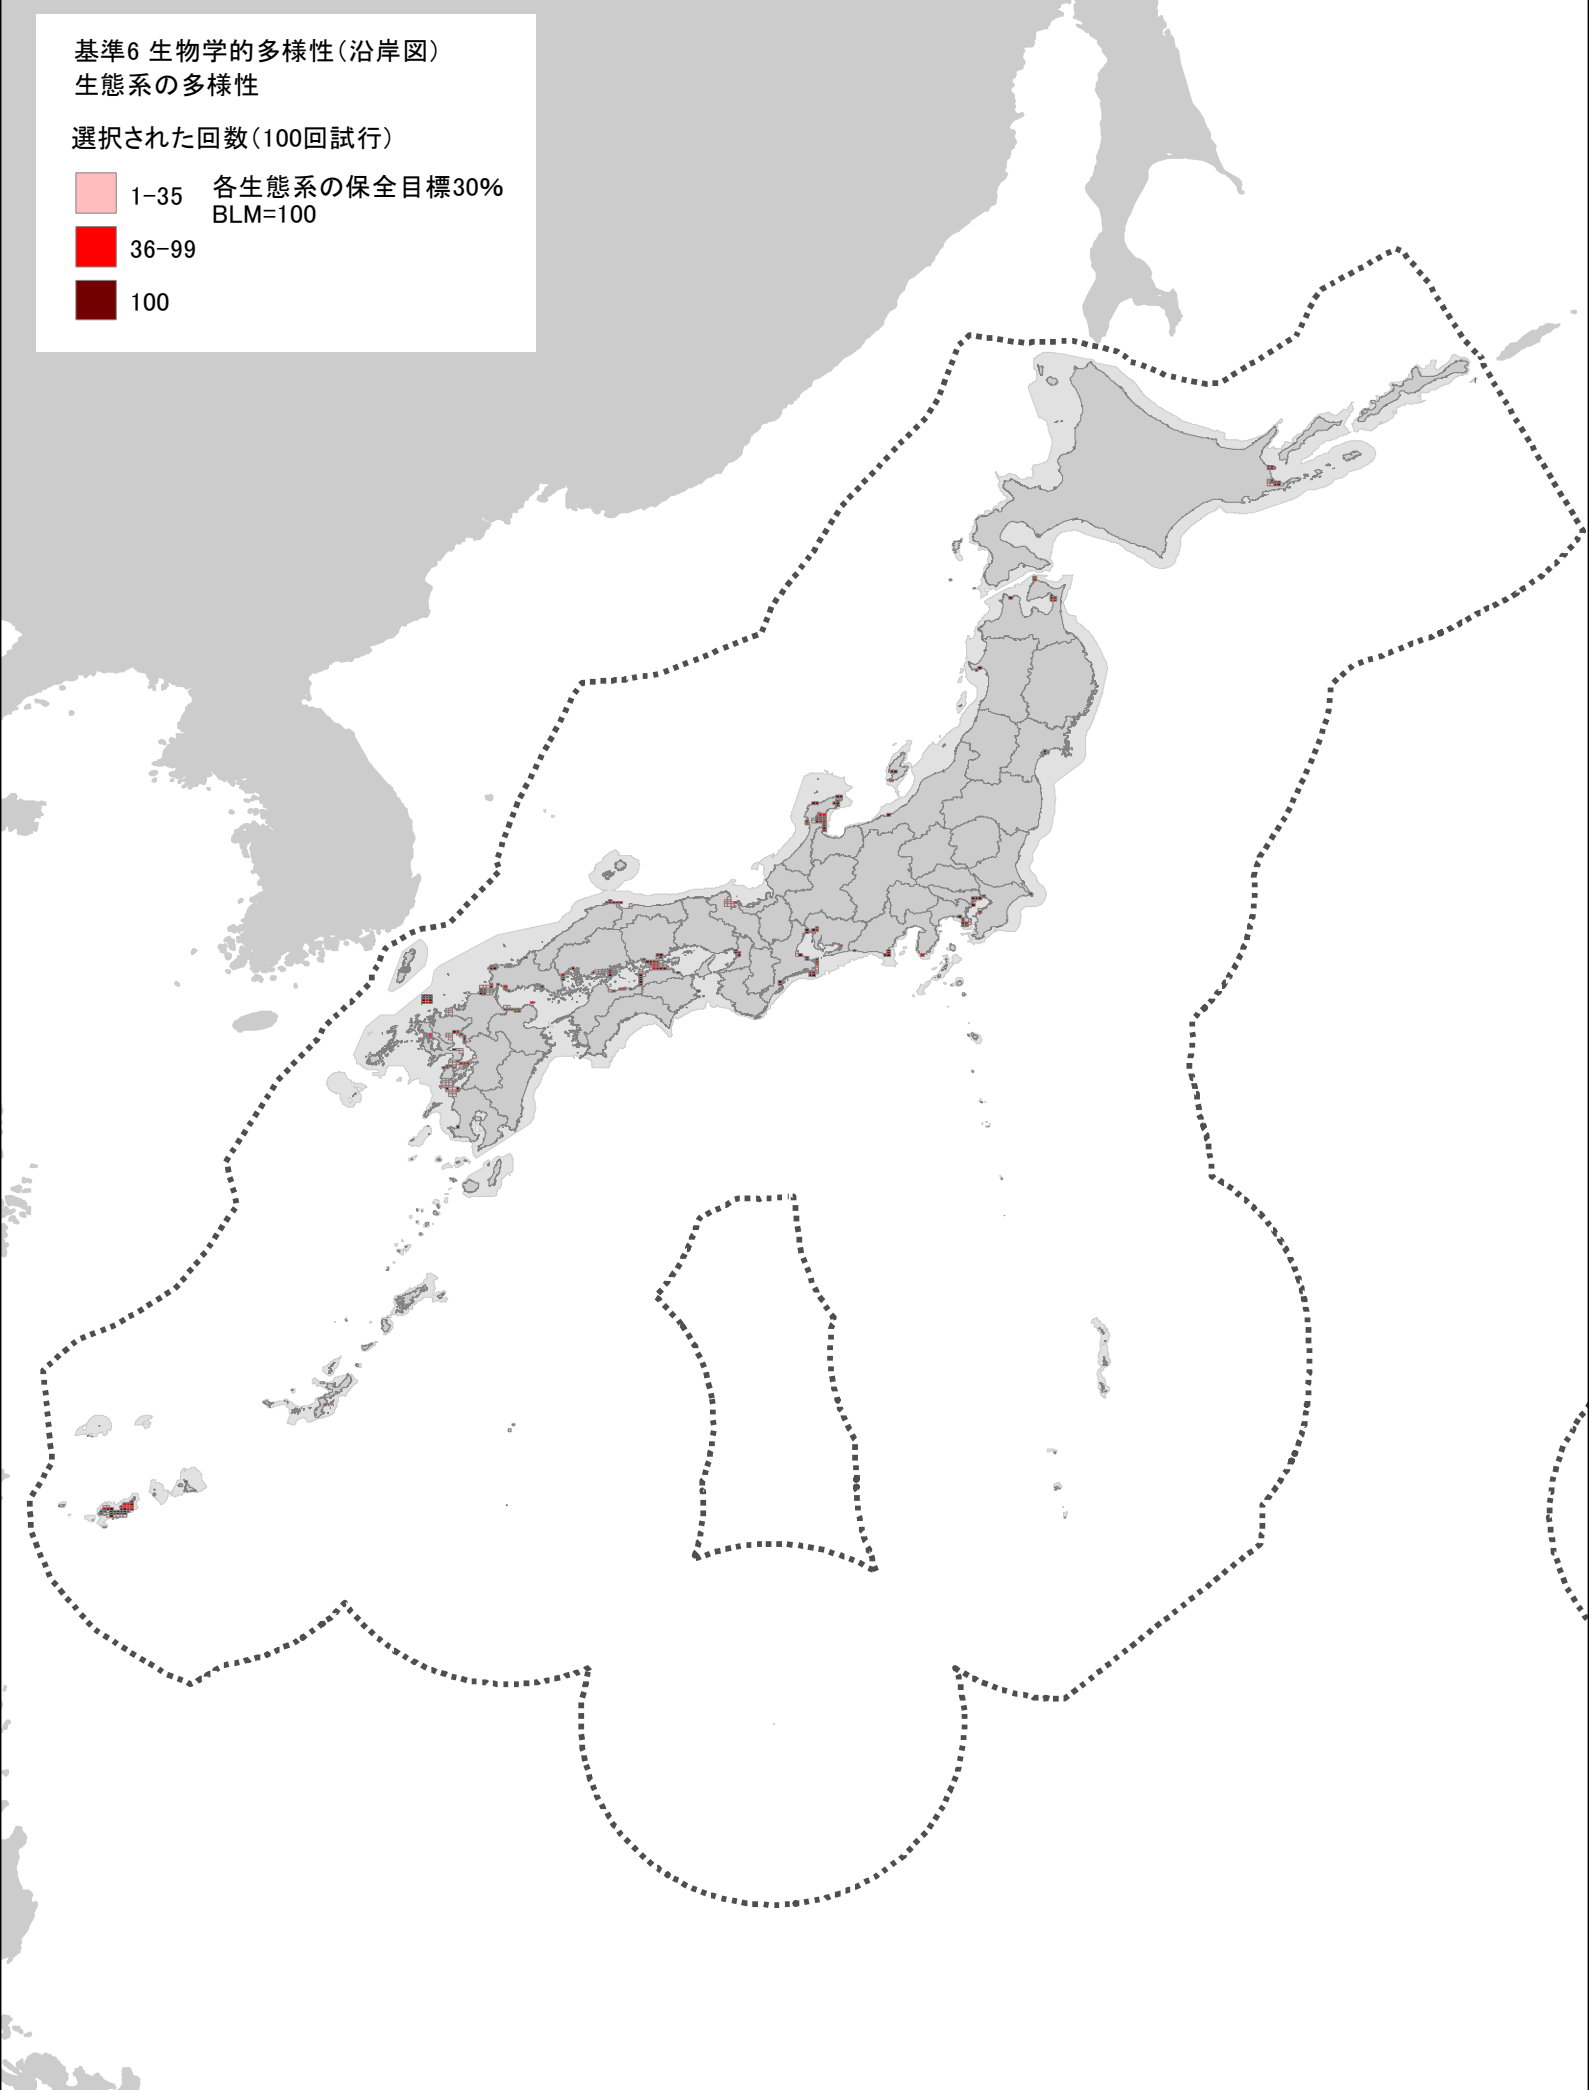 基準6 生物学的多様性(沿岸図)
生態系の多様性
選択された回数(100回試行)
1-35
各生態系の保全目標30%
BLM=100
36-99
100